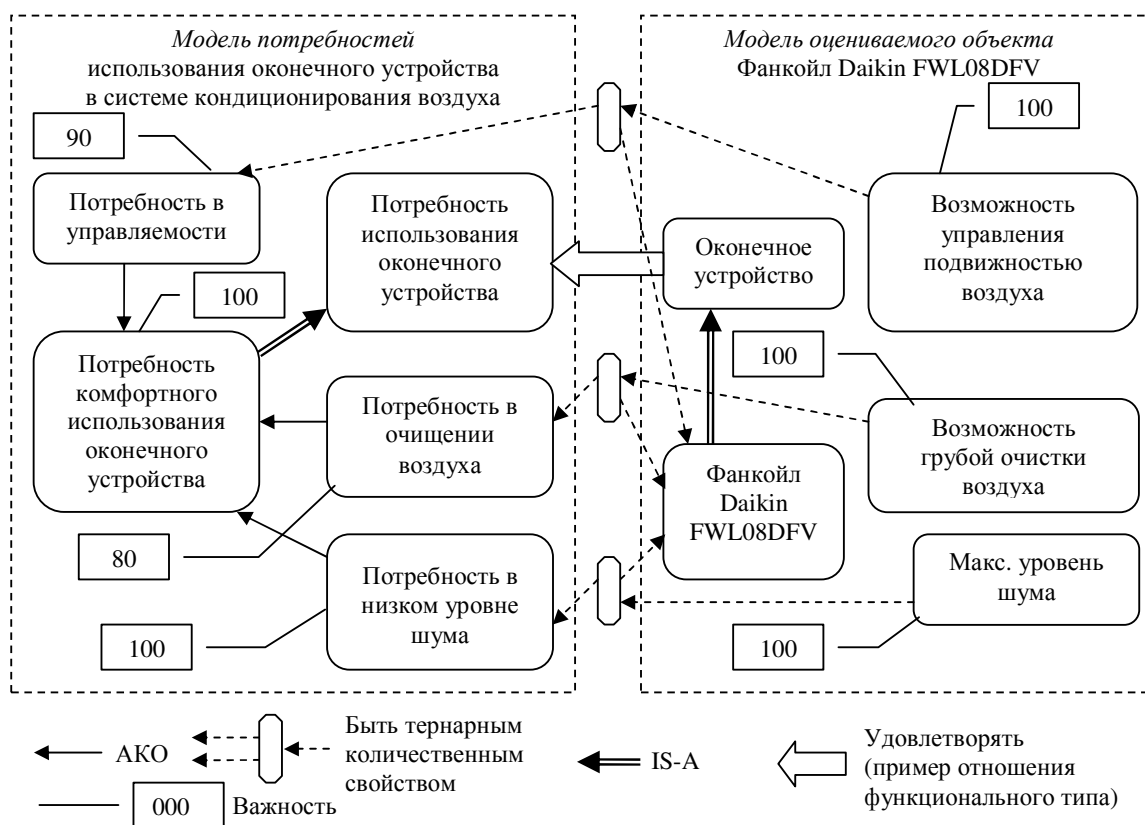 Модель потребностей
использования оконечного устройства
в системе кондиционирования воздуха
Модель оцениваемого объекта
Фанкойл Daikin FWL08DFV
90
100
Потребность в
управляемости
Потребность
использования
оконечного
устройства
Оконечное
устройство
Возможность
управления
подвижностью
воздуха
100
100
Потребность
комфортного
использования
оконечного
устройства
Потребность в
очищении
воздуха
Возможность
грубой очистки
воздуха
Фанкойл
Daikin
FWL08DFV
80
Потребность в
низком уровне
шума
Макс. уровень
шума
100
100
АКО
Быть тернарным
количественным
свойством
IS-A
Удовлетворять
(пример отношения
функционального типа)
000
Важность